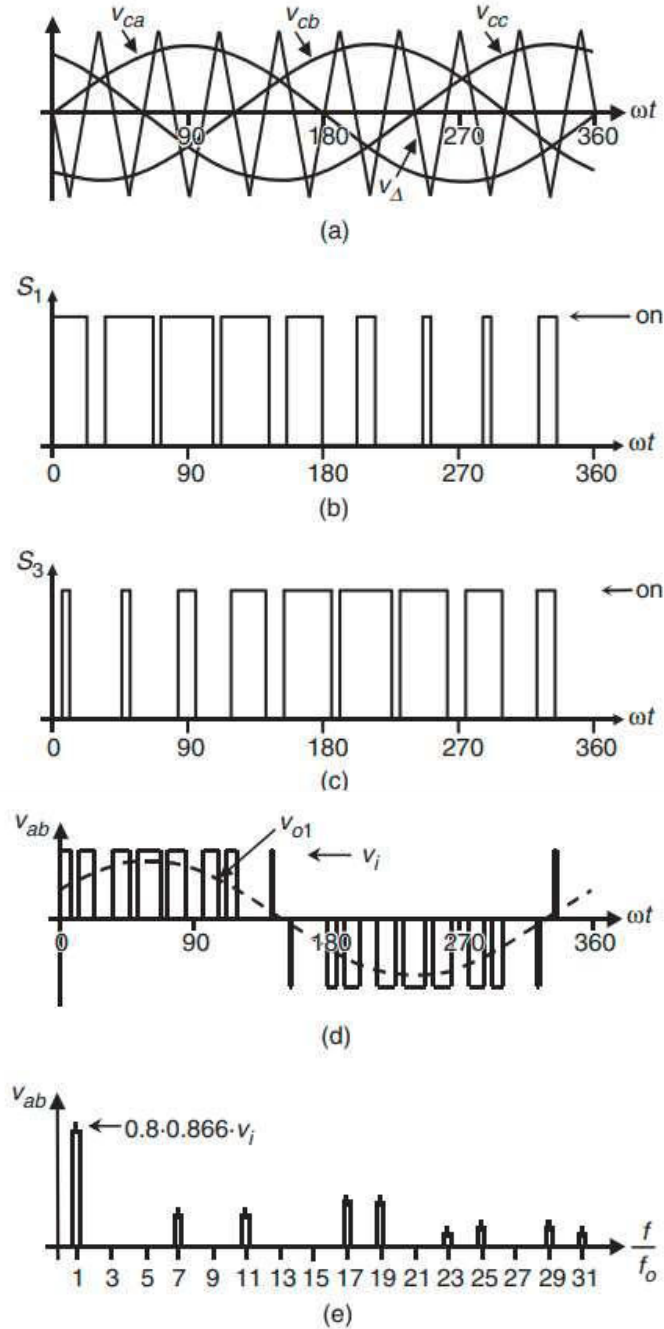 v_ca v_cb v_cc
90 180 270 360 ωt
v_Δ
(a)
S_1
on
ωt
0 90 180 270 360
(b)
S_3
on
ωt
0 90 180 270 360
(c)
v_ab
v_o1
v_i
ωt
0 90 180 270 360
(d)
v_ab
0.8·0.866·v_i
f/f_o
1 3 5 7 9 11 13 15 17 19 21 23 25 27 29 31
(e)